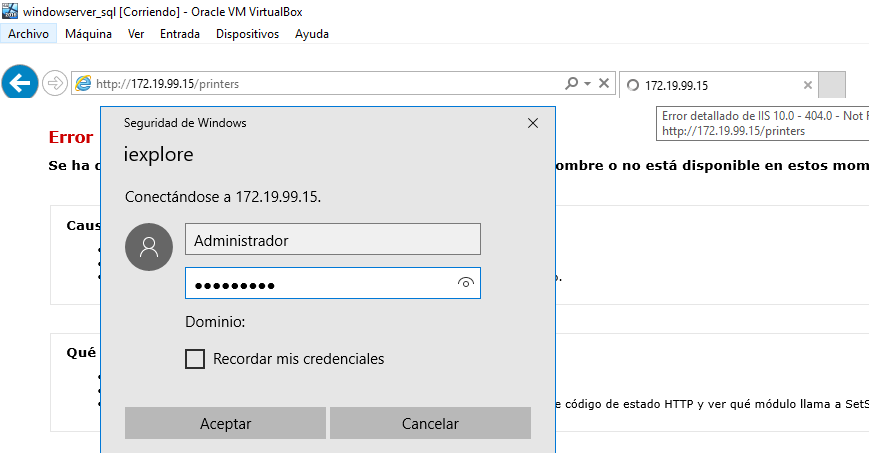 windowserver_sql [Corriendo] - Oracle VM VirtualBox
Archivo Máquina Ver Entrada Dispositivos Ayuda
http://172.19.99.15/printers
172.19.99.15
Error detallado de IIS 10.0 - 404.0 - Not
http://172.19.99.15/printers
Error
Seguridad de Windows
iexplore
Se ha ombre o no está disponible en estos mom
Conectándose a 172.19.99.15.
Caus
Administrador
•••••••••
Dominio:
Recordar mis credenciales
Qué
e código de estado HTTP y ver qué módulo llama a SetS
Aceptar Cancelar